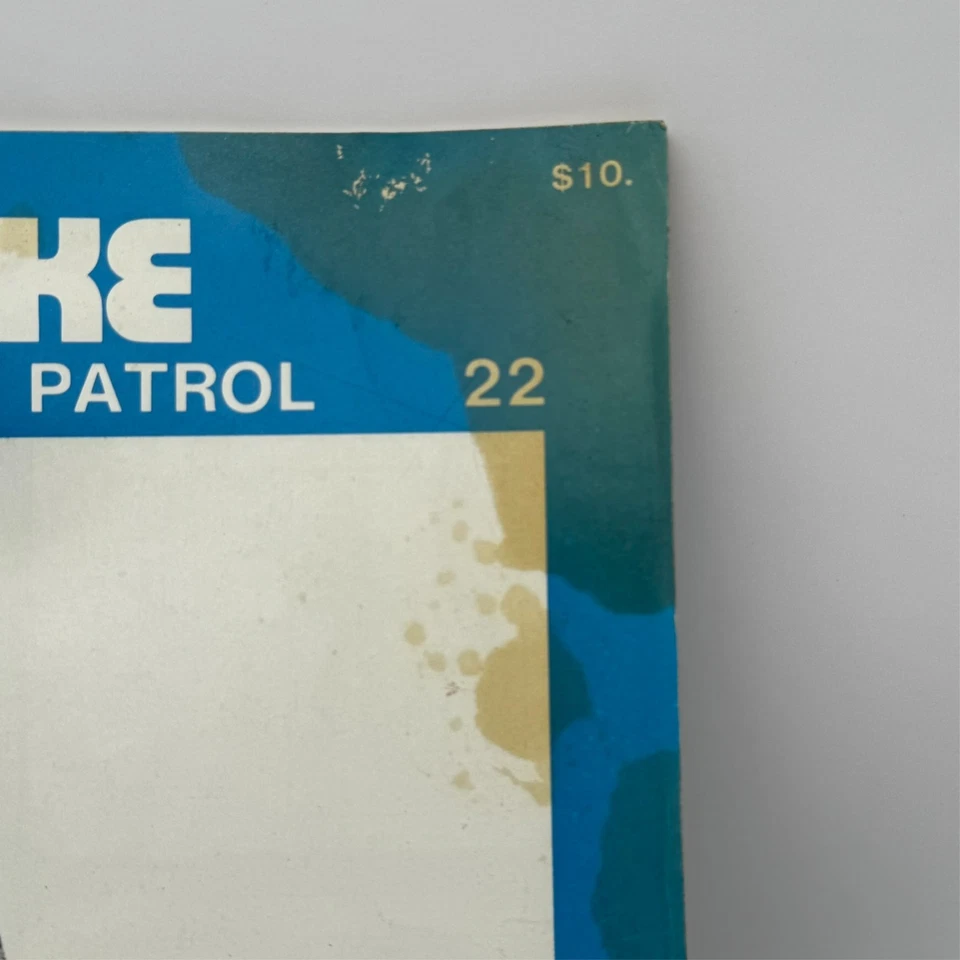 $10.
KE
PATROL 22